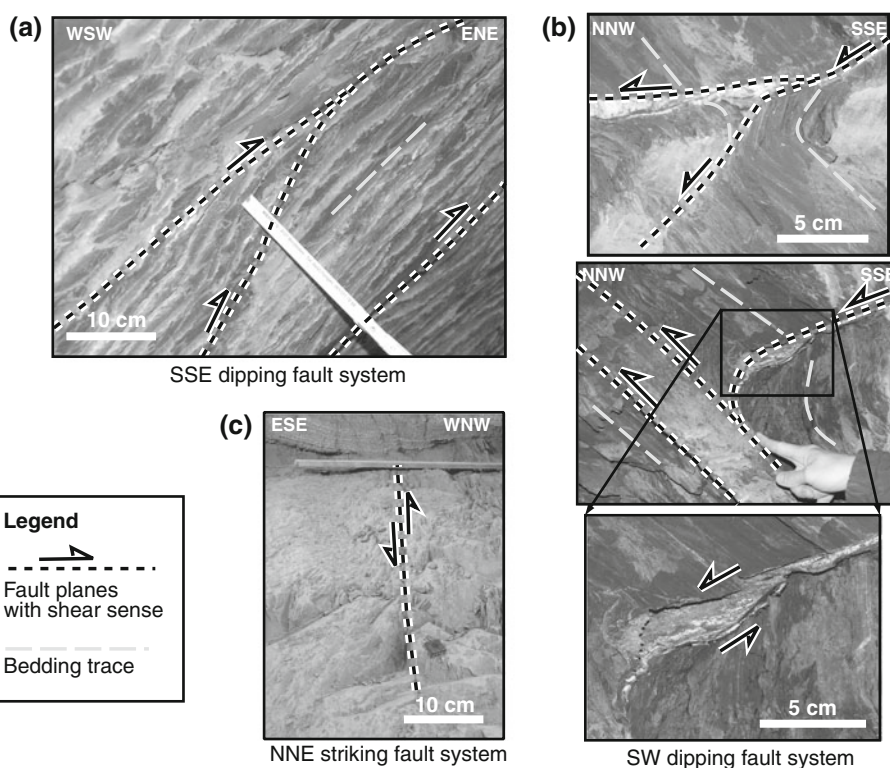 (a)
WSW
ENE
10 cm
SSE dipping fault system
(b)
NNW
SSE
5 cm
NNW
SSE
5 cm
SW dipping fault system
(c)
ESE
WNW
10 cm
NNE striking fault system
Legend
Fault planes
with shear sense
Bedding trace